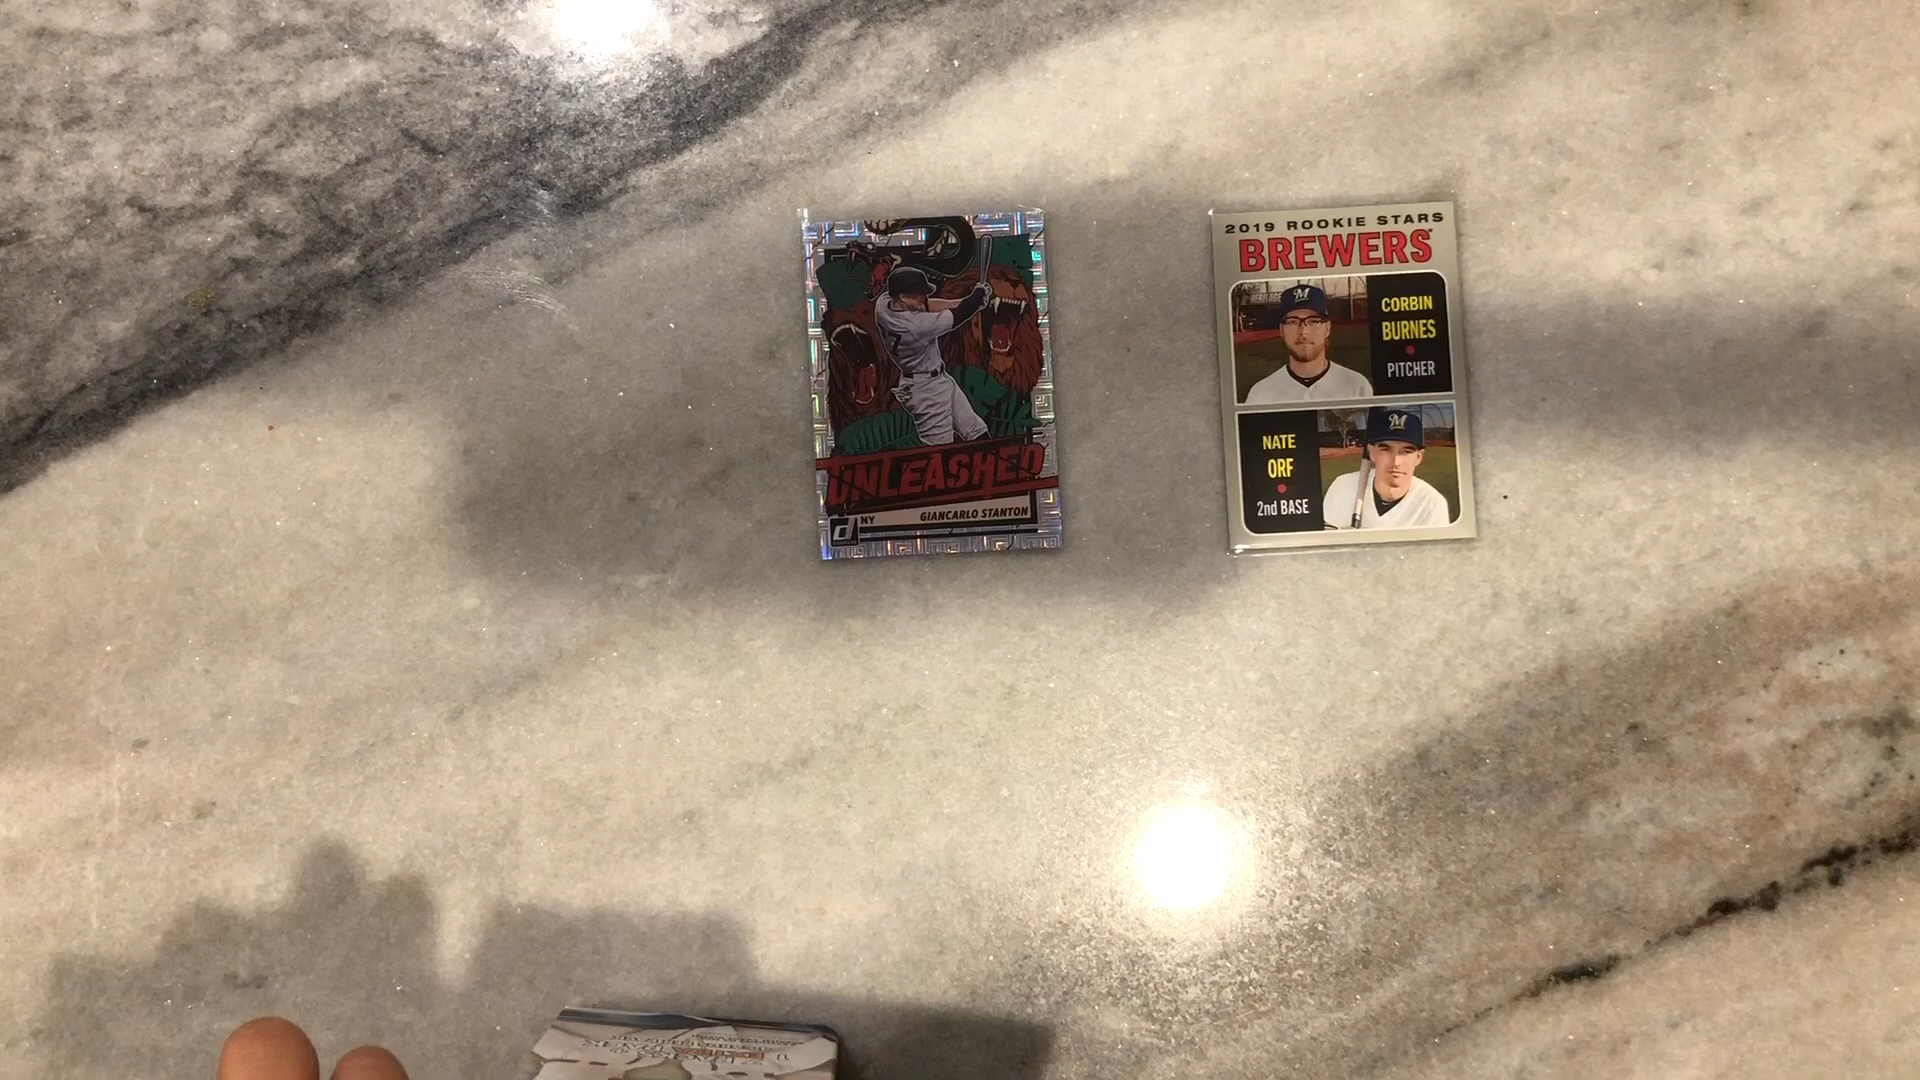 UNLEASHED
NY GIANCARLO STANTON
2019 ROOKIE STARS
BREWERS
CORBIN
BURNES
PITCHER
NATE
ORF
2nd BASE